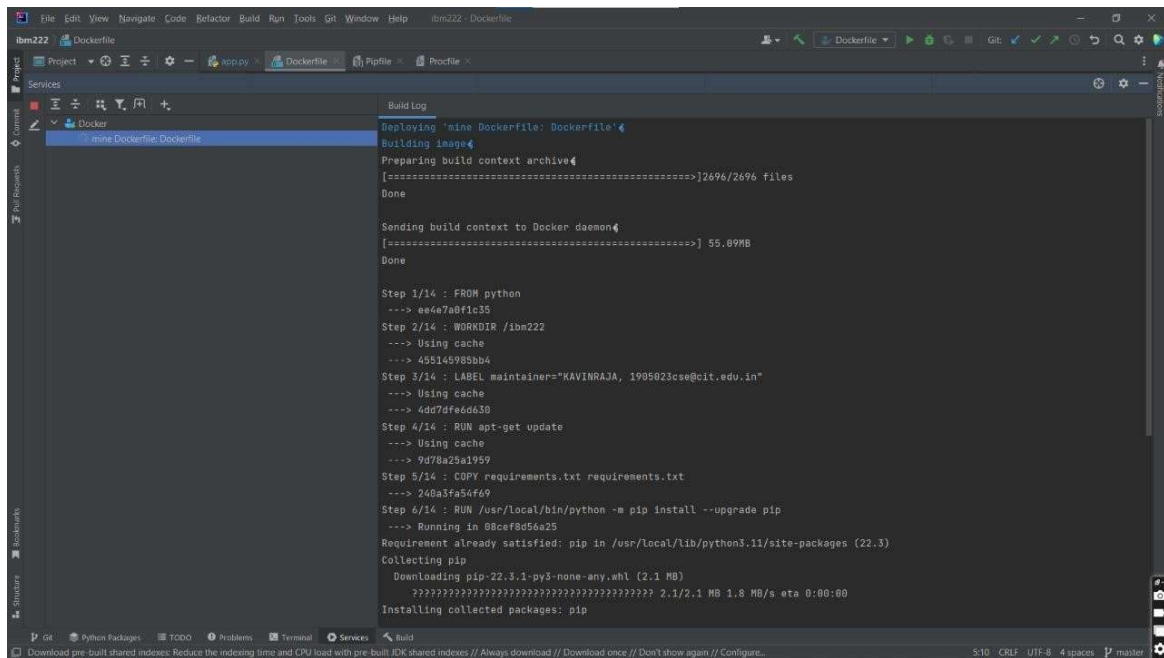 File Edit View Navigate Code Refactor Build Run Tools Git Window Help ibm222 - Dockerfile
ibm222 Dockerfile Dockerfile Git:
Project app.py Dockerfile Pipfile Procfile
Services
Build Log
Docker
mine Dockerfile: Dockerfile
Deploying 'mine Dockerfile: Dockerfile'
Building image
Preparing build context archive
[==================================================>]2696/2696 files
Done
Sending build context to Docker daemon
[==================================================>] 55.09MB
Done
Step 1/14 : FROM python
---> ee4e7a0f1c35
Step 2/14 : WORKDIR /ibm222
---> Using cache
---> 455145985bb4
Step 3/14 : LABEL maintainer="KAVINRAJA, 1905023cse@cit.edu.in"
---> Using cache
---> 4dd7dfe6d630
Step 4/14 : RUN apt-get update
---> Using cache
---> 9d78a25a1959
Step 5/14 : COPY requirements.txt requirements.txt
---> 240a3fa54f69
Step 6/14 : RUN /usr/local/bin/python -m pip install --upgrade pip
---> Running in 08cef8d56a25
Requirement already satisfied: pip in /usr/local/lib/python3.11/site-packages (22.3)
Collecting pip
Downloading pip-22.3.1-py3-none-any.whl (2.1 MB)
???????????????????????????????????????? 2.1/2.1 MB 1.8 MB/s eta 0:00:00
Installing collected packages: pip
Project
Commit
Pull Requests
Bookmarks
Structure
Notifications
Git Python Packages TODO Problems Terminal Services Build
Download pre-built shared indexes: Reduce the indexing time and CPU load with pre-built JDK shared indexes // Always download // Download once // Don't show again // Configure... 5:10 CRLF UTF-8 4 spaces master